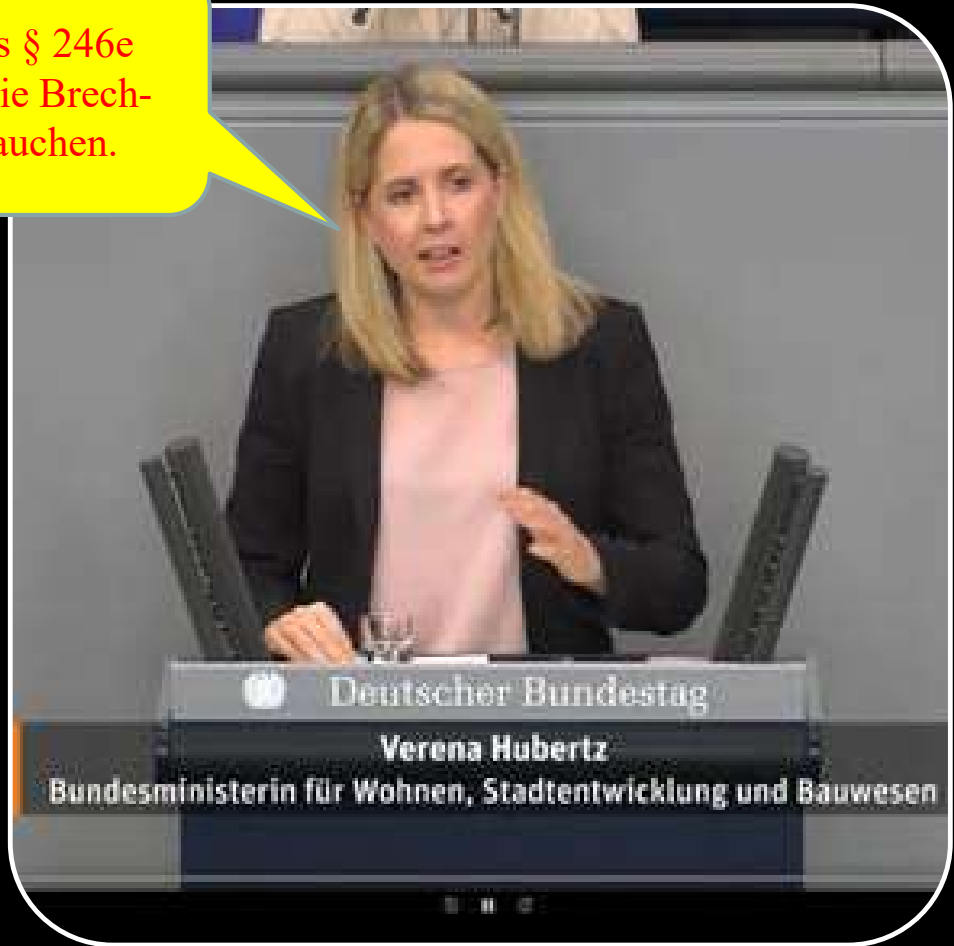 s § 246e
ie Brech-
auchen.
Deutscher Bundestag
Verena Hubertz
Bundesministerin für Wohnen, Stadtentwicklung und Bauwesen